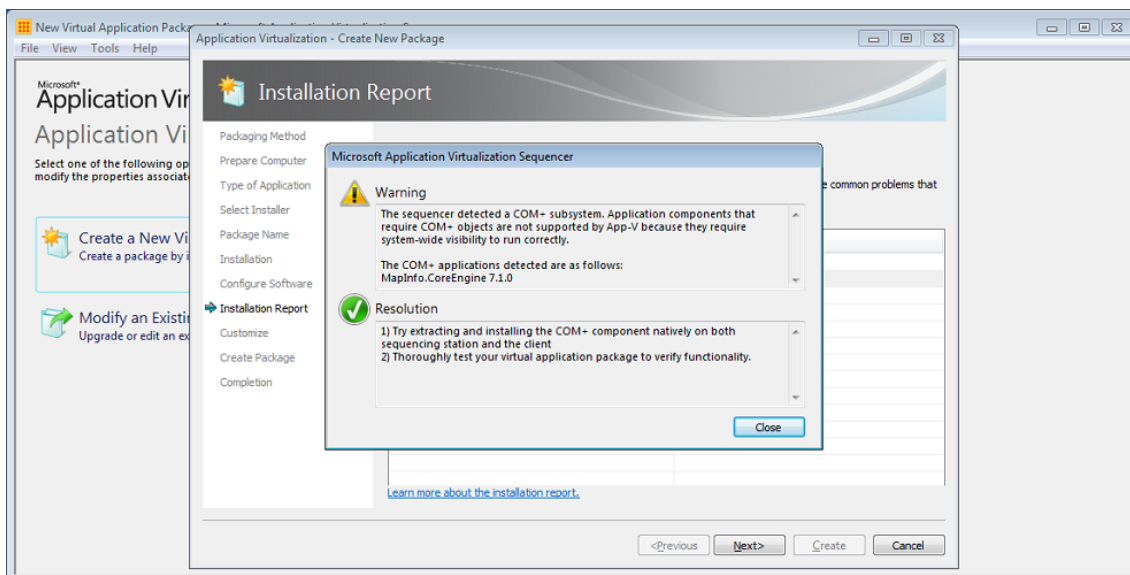 New Virtual Application Packa
File View Tools Help
Microsoft®
Application Vir
Application Vi
Select one of the following op
modify the properties associat
Create a New Vi
Create a package by i
Modify an Existi
Upgrade or edit an ex
Application Virtualization - Create New Package
Installation Report
Packaging Method
Prepare Computer
Type of Application
Select Installer
Package Name
Installation
Configure Software
Installation Report
Customize
Create Package
Completion
e common problems that
Microsoft Application Virtualization Sequencer
Warning
The sequencer detected a COM+ subsystem. Application components that
require COM+ objects are not supported by App-V because they require
system-wide visibility to run correctly.
The COM+ applications detected are as follows:
MapInfo.CoreEngine 7.1.0
Resolution
1) Try extracting and installing the COM+ component natively on both
sequencing station and the client
2) Thoroughly test your virtual application package to verify functionality.
Close
Learn more about the installation report.
<Previous Next> Create Cancel